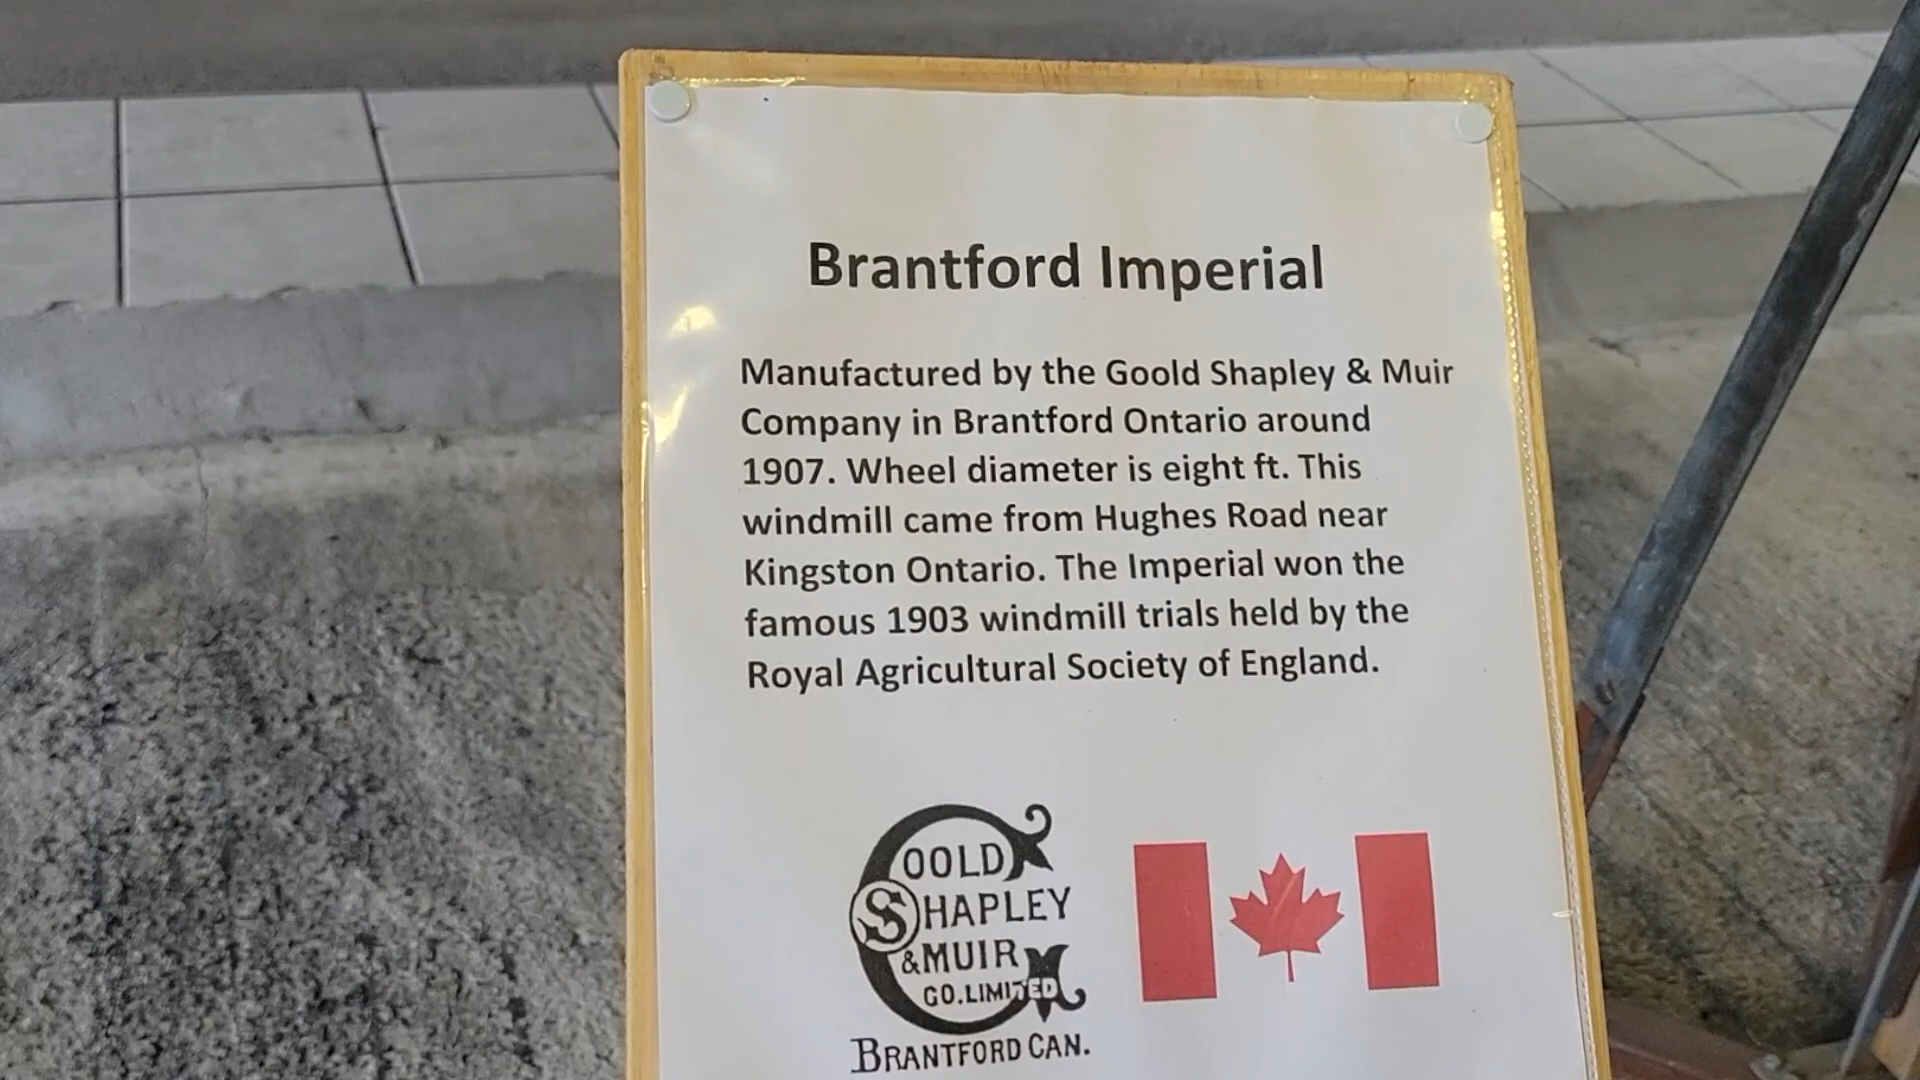 Brantford Imperial
Manufactured by the Goold Shapley & Muir
Company in Brantford Ontario around
1907. Wheel diameter is eight ft. This
windmill came from Hughes Road near
Kingston Ontario. The Imperial won the
famous 1903 windmill trials held by the
Royal Agricultural Society of England.
GOOLD
SHAPLEY
&MUIR
CO.LIMITED
BRANTFORD CAN.